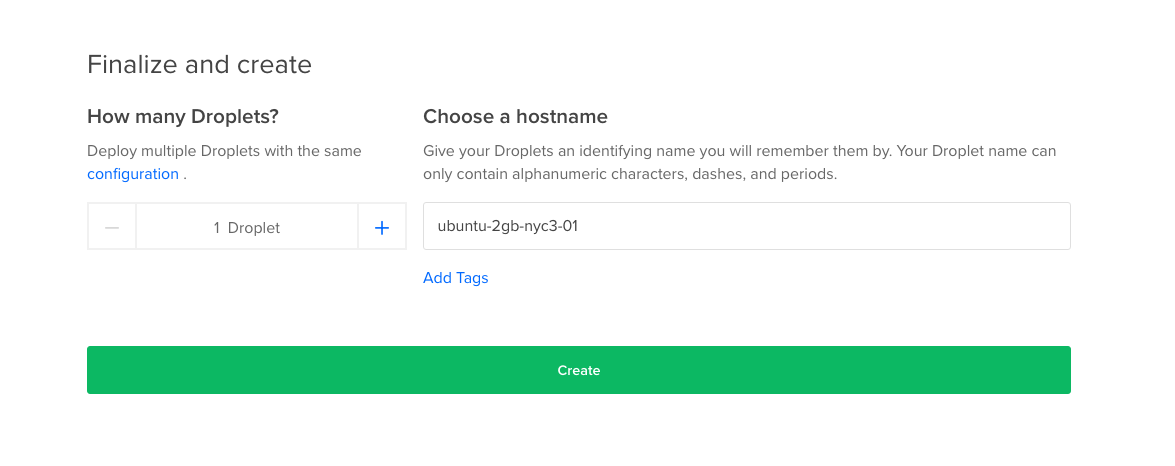 Finalize and create
How many Droplets?
Deploy multiple Droplets with the same
configuration .
1 Droplet
Choose a hostname
Give your Droplets an identifying name you will remember them by. Your Droplet name can
only contain alphanumeric characters, dashes, and periods.
ubuntu-2gb-nyc3-01
Add Tags
Create